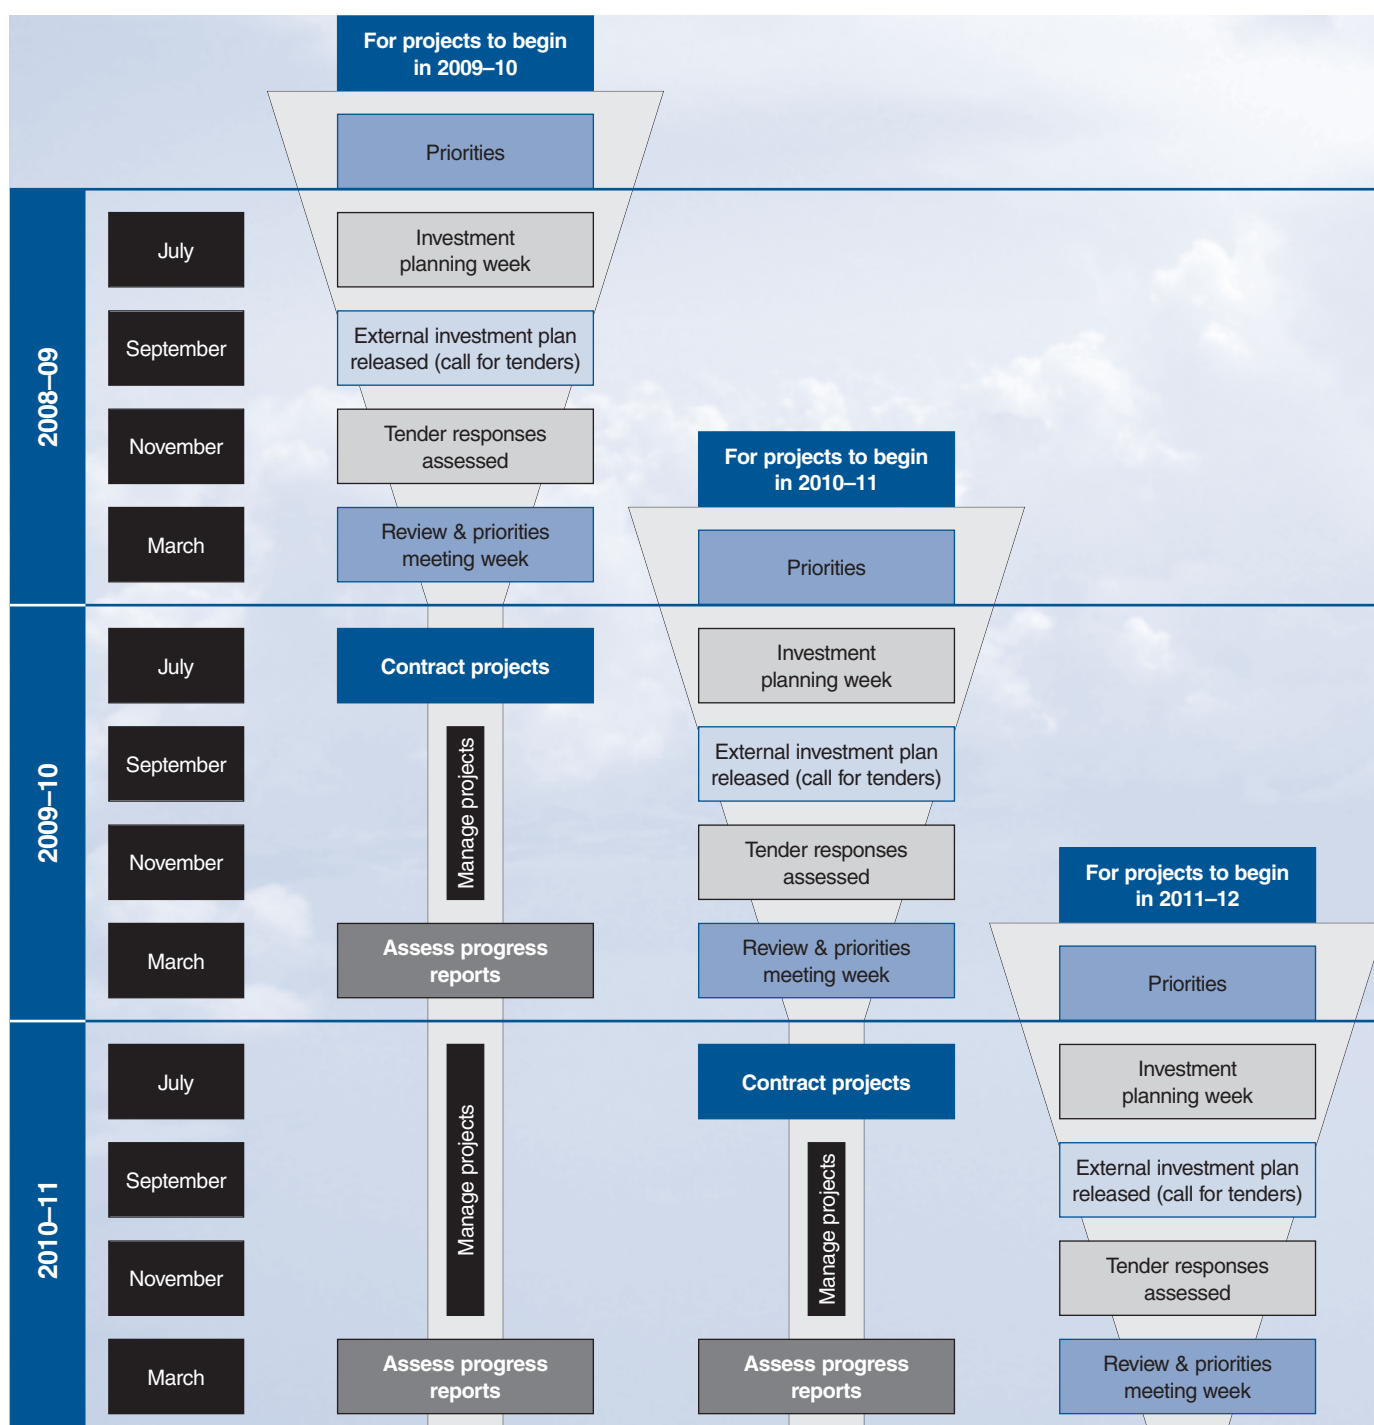 For projects to begin
in 2009–10
Priorities
2008–09
July
Investment
planning week
September
External investment plan
released (call for tenders)
November
Tender responses
assessed
For projects to begin
in 2010–11
March
Review & priorities
meeting week
Priorities
2009–10
July
Contract projects
Investment
planning week
September
Manage projects
External investment plan
released (call for tenders)
November
Tender responses
assessed
For projects to begin
in 2011–12
March
Assess progress
reports
Review & priorities
meeting week
Priorities
2010–11
July
Manage projects
Contract projects
Investment
planning week
September
Manage projects
External investment plan
released (call for tenders)
November
Tender responses
assessed
March
Assess progress
reports
Assess progress
reports
Review & priorities
meeting week